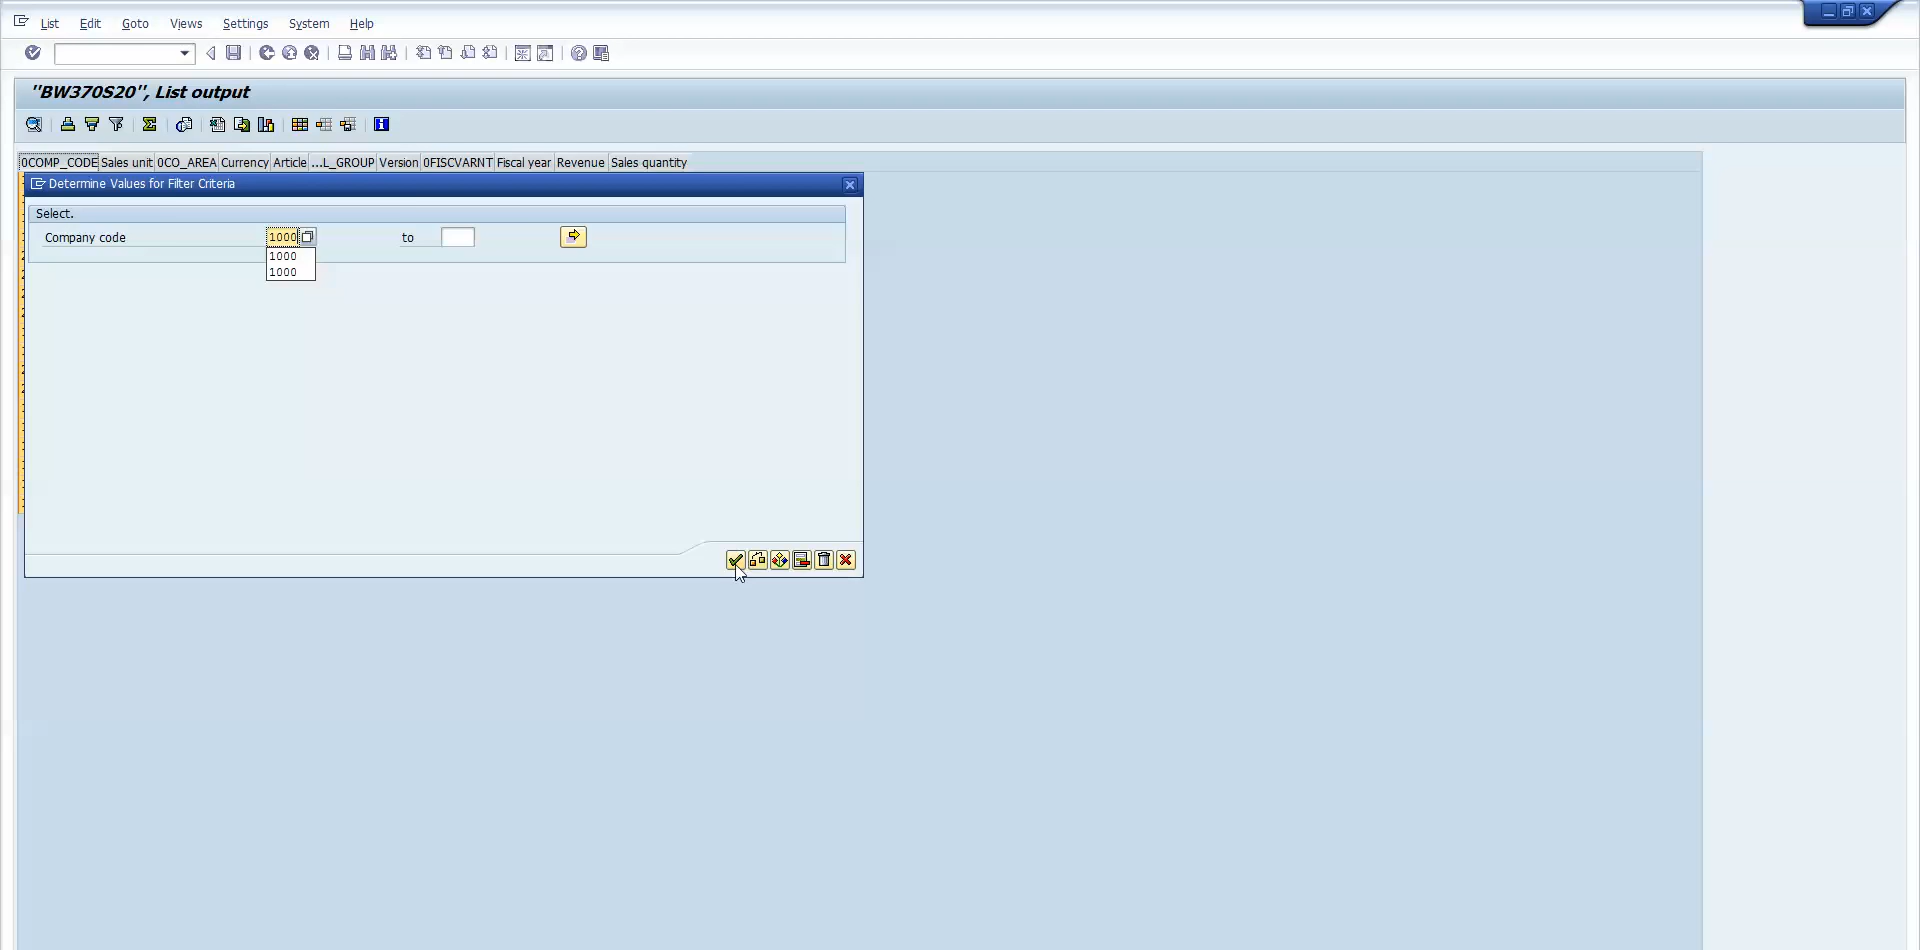 List Edit Goto Views Settings System Help
"BW370S20", List output
0COMP_CODE Sales unit 0CO_AREA Currency Article ...L_GROUP Version 0FISCVARNT Fiscal year Revenue Sales quantity
Determine Values for Filter Criteria
Select.
Company code 1000 to
1000
1000